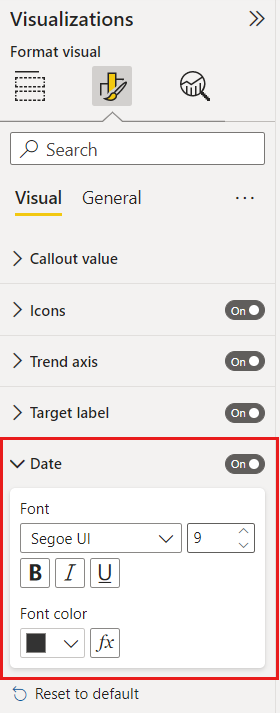 Visualizations
Format visual
Search
Visual General ...
Callout value
Icons On
Trend axis On
Target label On
Date On
Font
Segoe UI 9
B I U
Font color
fx
Reset to default